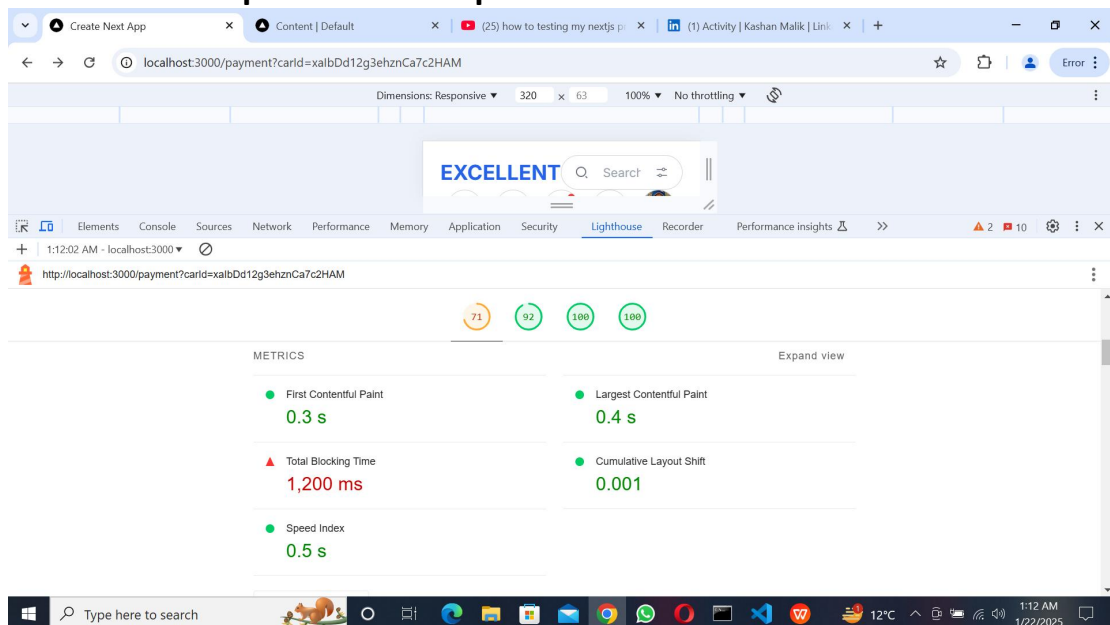 Create Next App
Content | Default
(25) how to testing my nextjs pr
(1) Activity | Kashan Malik | Link
localhost:3000/payment?carId=xaIbDd12g3ehznCa7c2HAM
Error
Dimensions: Responsive ▼ 320 × 63 100% ▼ No throttling ▼
EXCELLENT Search
Elements Console Sources Network Performance Memory Application Security Lighthouse Recorder Performance insights >> 2 10
1:12:02 AM - localhost:3000 ▼
http://localhost:3000/payment?carId=xaIbDd12g3ehznCa7c2HAM
71 92 100 100
METRICS Expand view
First Contentful Paint
0.3 s
Largest Contentful Paint
0.4 s
Total Blocking Time
1,200 ms
Cumulative Layout Shift
0.001
Speed Index
0.5 s
Type here to search
12°C
1:12 AM
1/22/2025